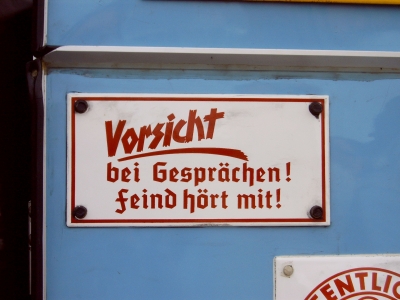 Vorsicht
bei Gesprächen!
Feind hört mit!